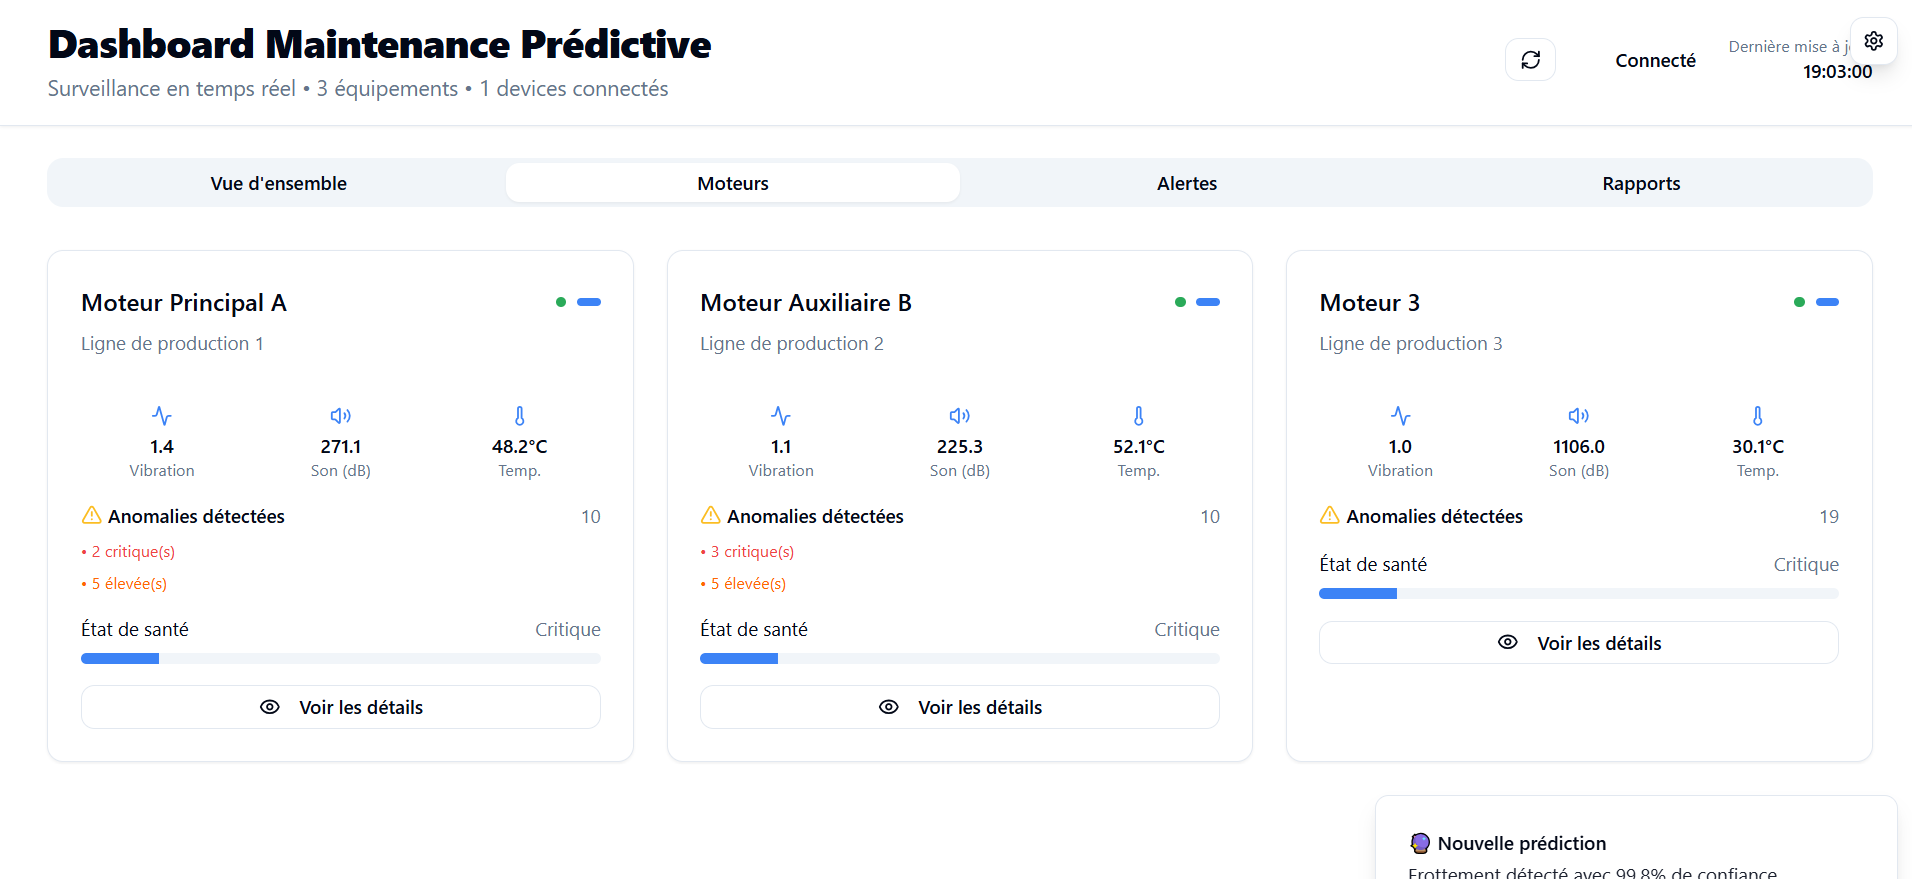 Dashboard Maintenance Prédictive
Surveillance en temps réel • 3 équipements • 1 devices connectés
Connecté
Dernière mise à
19:03:00
Vue d'ensemble
Moteurs
Alertes
Rapports
Moteur Principal A
Ligne de production 1
1.4
Vibration
271.1
Son (dB)
48.2°C
Temp.
Anomalies détectées
10
• 2 critique(s)
• 5 élevée(s)
État de santé
Critique
Voir les détails
Moteur Auxiliaire B
Ligne de production 2
1.1
Vibration
225.3
Son (dB)
52.1°C
Temp.
Anomalies détectées
10
• 3 critique(s)
• 5 élevée(s)
État de santé
Critique
Voir les détails
Moteur 3
Ligne de production 3
1.0
Vibration
1106.0
Son (dB)
30.1°C
Temp.
Anomalies détectées
19
État de santé
Critique
Voir les détails
Nouvelle prédiction
Frottement détecté avec 99.8% de confiance